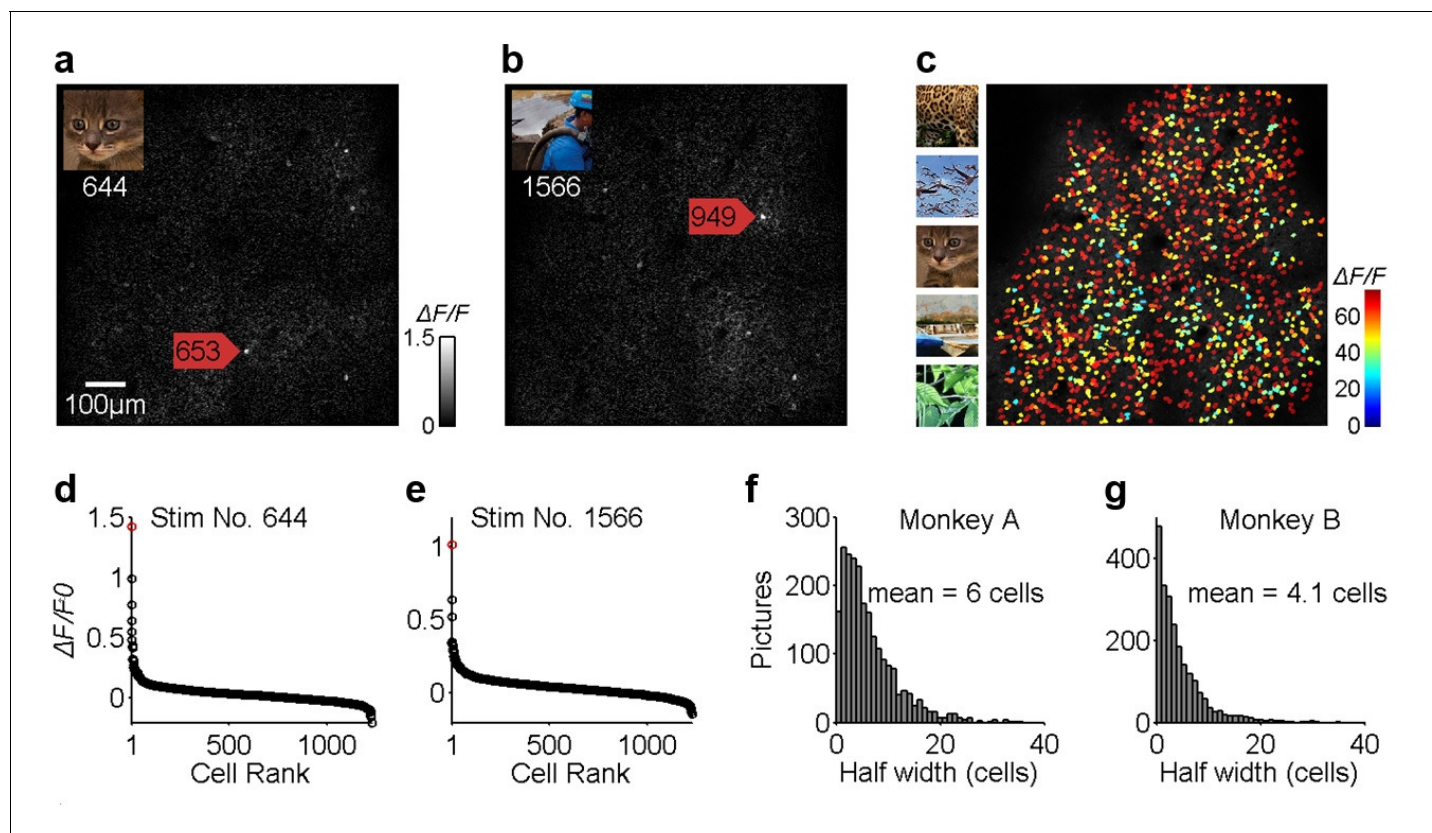 a
644
653
100µm
ΔF/F
1.5
0
b
1566
949
c
ΔF/F
60
40
20
0
d
Stim No. 644
1.5
1
0.5
0
ΔF/F0
1 500 1000
Cell Rank
e
Stim No. 1566
1
0.5
0
1 500 1000
Cell Rank
f
Monkey A
mean = 6 cells
300
200
100
0
Pictures
0 20 40
Half width (cells)
g
Monkey B
mean = 4.1 cells
400
200
0
0 20 40
Half width (cells)